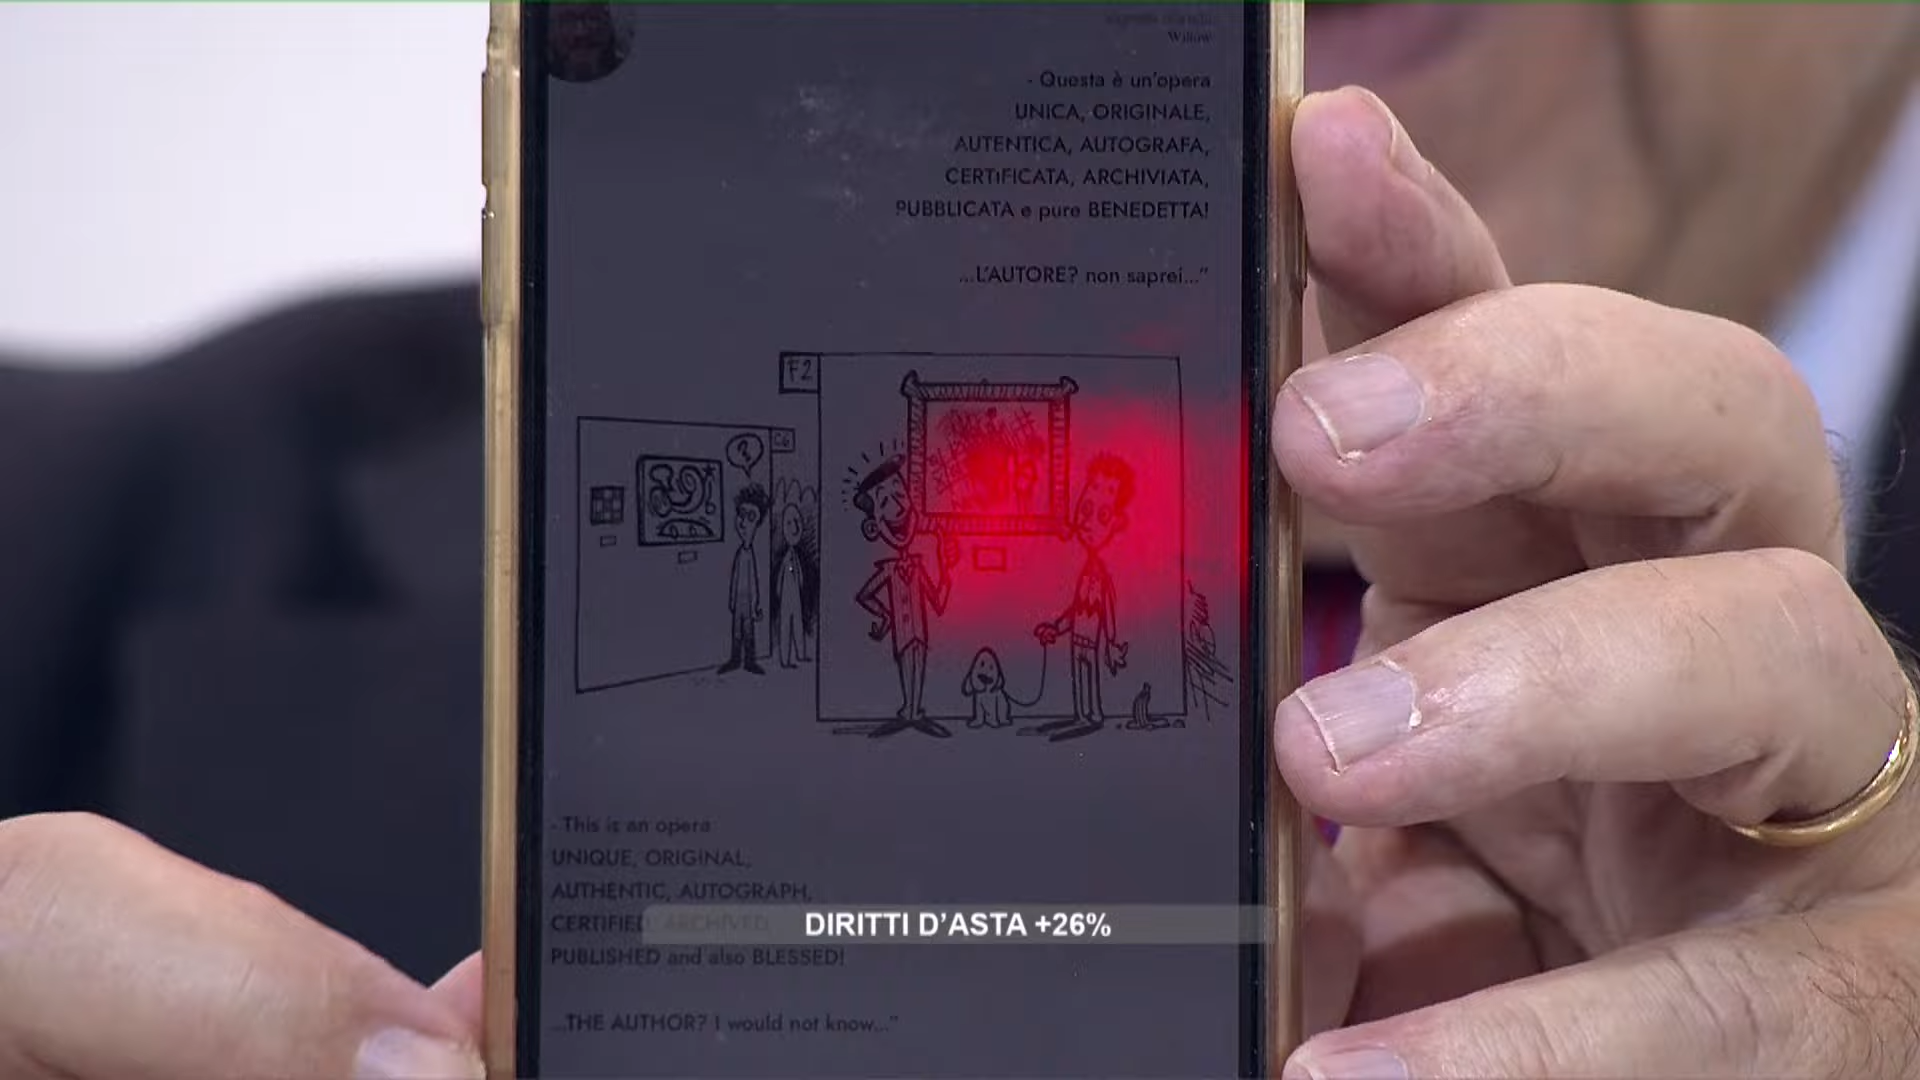 Willow
- Questa è un'opera
UNICA, ORIGINALE,
AUTENTICA, AUTOGRAFA,
CERTIFICATA, ARCHIVIATA,
PUBBLICATA e pure BENEDETTA!
...L'AUTORE? non saprei..."
F2
?
C6
- This is an opera
UNIQUE, ORIGINAL,
AUTHENTIC, AUTOGRAPH,
CERTIFIED, ARCHIVED,
DIRITTI D'ASTA +26%
PUBLISHED and also BLESSED!
...THE AUTHOR? I would not know..."